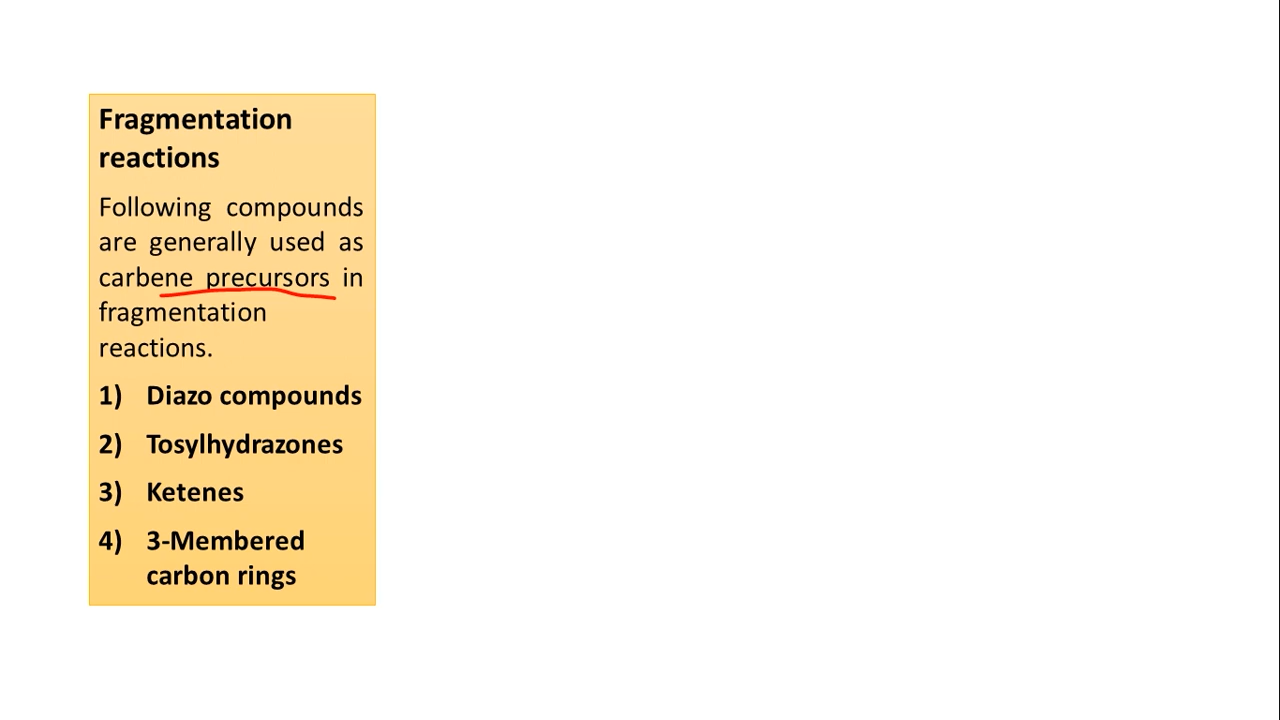 Fragmentation
reactions
Following compounds
are generally used as
carbene precursors in
fragmentation
reactions.
1) Diazo compounds
2) Tosylhydrazones
3) Ketenes
4) 3-Membered
carbon rings